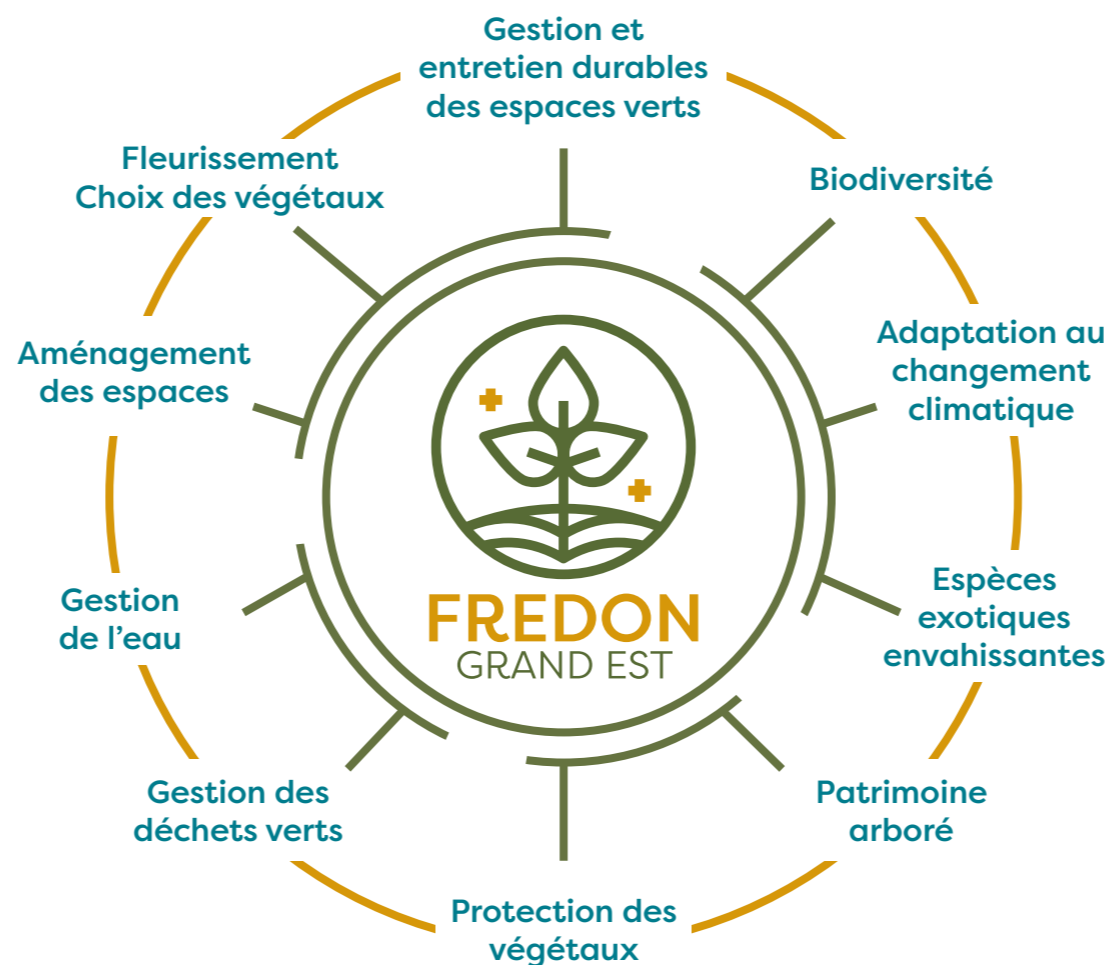 Gestion et
entretien durables
des espaces verts
Fleurissement
Choix des végétaux
Biodiversité
Aménagement
des espaces
Adaptation au
changement
climatique
Gestion
de l’eau
Espèces
exotiques
envahissantes
FREDON
GRAND EST
Gestion des
déchets verts
Patrimoine
arboré
Protection des
végétaux